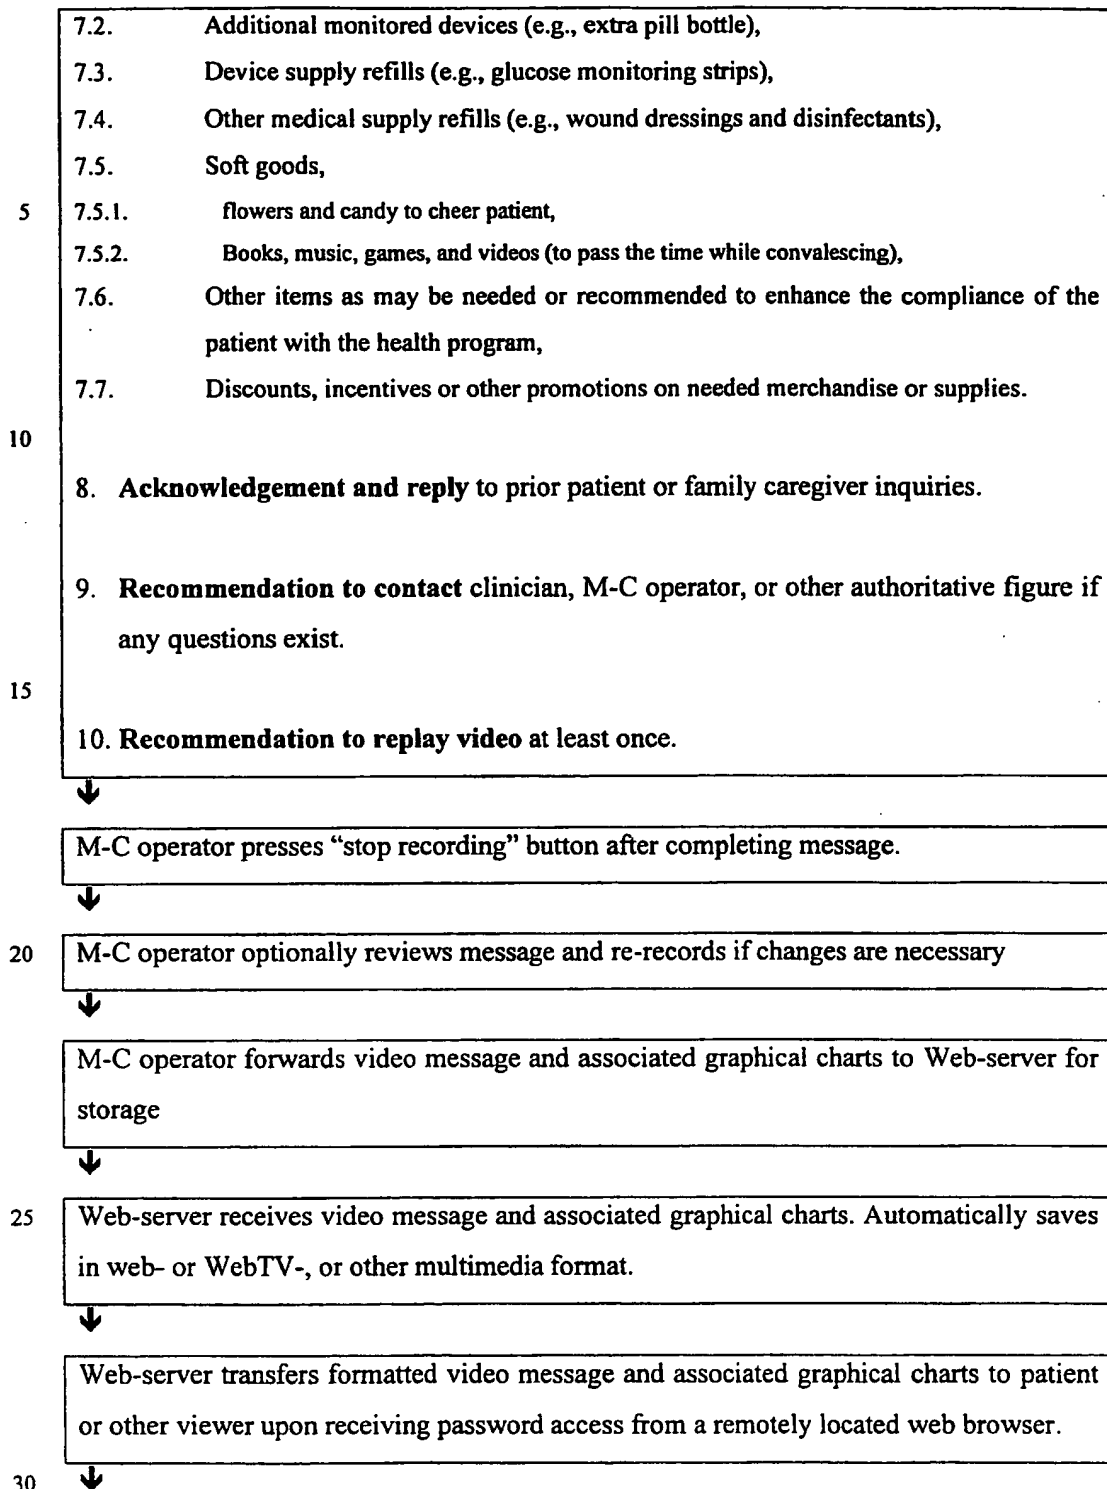 7.2. Additional monitored devices (e.g., extra pill bottle),
7.3. Device supply refills (e.g., glucose monitoring strips),
7.4. Other medical supply refills (e.g., wound dressings and disinfectants),
7.5. Soft goods,
5 7.5.1. flowers and candy to cheer patient,
7.5.2. Books, music, games, and videos (to pass the time while convalescing),
7.6. Other items as may be needed or recommended to enhance the compliance of the
patient with the health program,
7.7. Discounts, incentives or other promotions on needed merchandise or supplies.
10
8. Acknowledgement and reply to prior patient or family caregiver inquiries.
9. Recommendation to contact clinician, M-C operator, or other authoritative figure if
any questions exist.
15
10. Recommendation to replay video at least once.
M-C operator presses “stop recording” button after completing message.
20 M-C operator optionally reviews message and re-records if changes are necessary
M-C operator forwards video message and associated graphical charts to Web-server for
storage
25 Web-server receives video message and associated graphical charts. Automatically saves
in web- or WebTV-, or other multimedia format.
Web-server transfers formatted video message and associated graphical charts to patient
or other viewer upon receiving password access from a remotely located web browser.
30